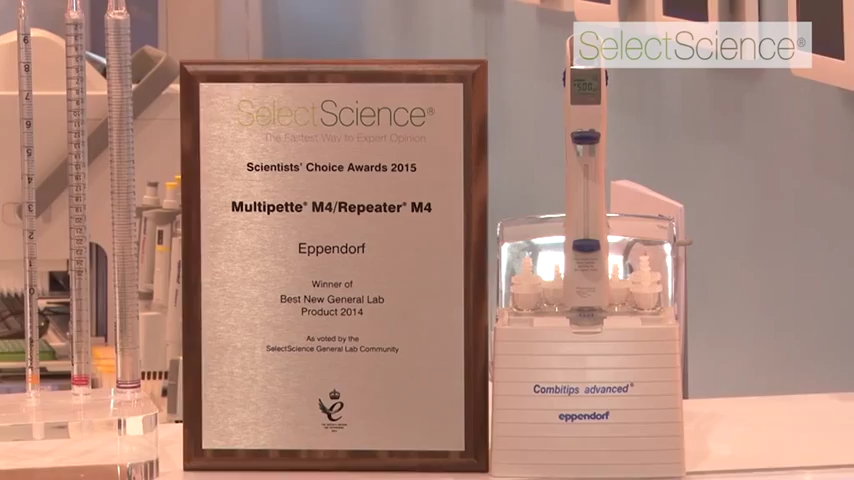 SelectScience®
SelectScience®
The Fastest Way to Expert Opinion
Scientists' Choice Awards 2015
Multipette® M4/Repeater® M4
Eppendorf
Winner of
Best New General Lab
Product 2014
As voted by the
SelectScience General Lab Community
Combitips advanced®
eppendorf